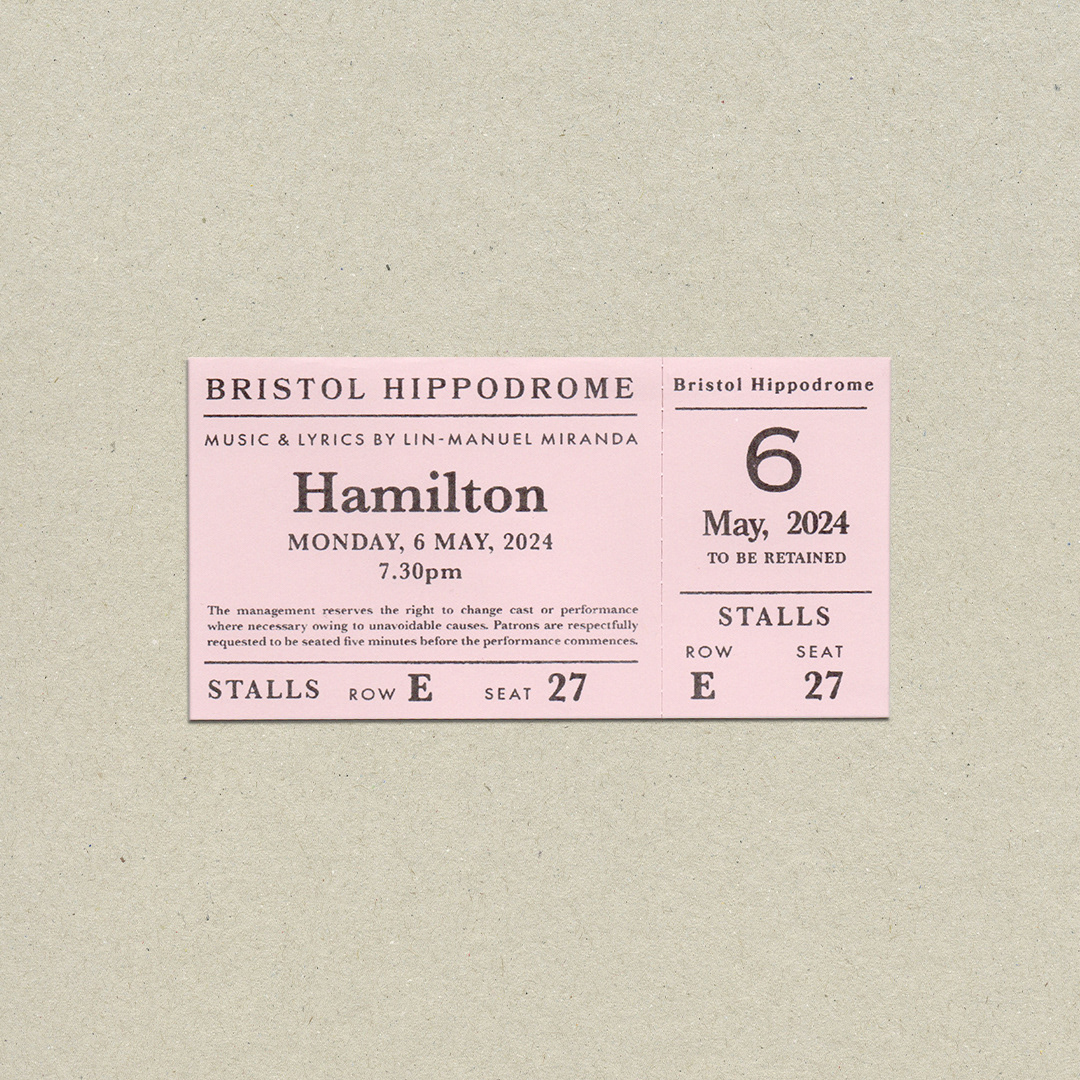 BRISTOL HIPPODROME
MUSIC & LYRICS BY LIN-MANUEL MIRANDA
Hamilton
MONDAY, 6 MAY, 2024
7.30pm
The management reserves the right to change cast or performance
where necessary owing to unavoidable causes. Patrons are respectfully
requested to be seated five minutes before the performance commences.
STALLS ROW E SEAT 27
Bristol Hippodrome
6
May, 2024
TO BE RETAINED
STALLS
ROW SEAT
E 27